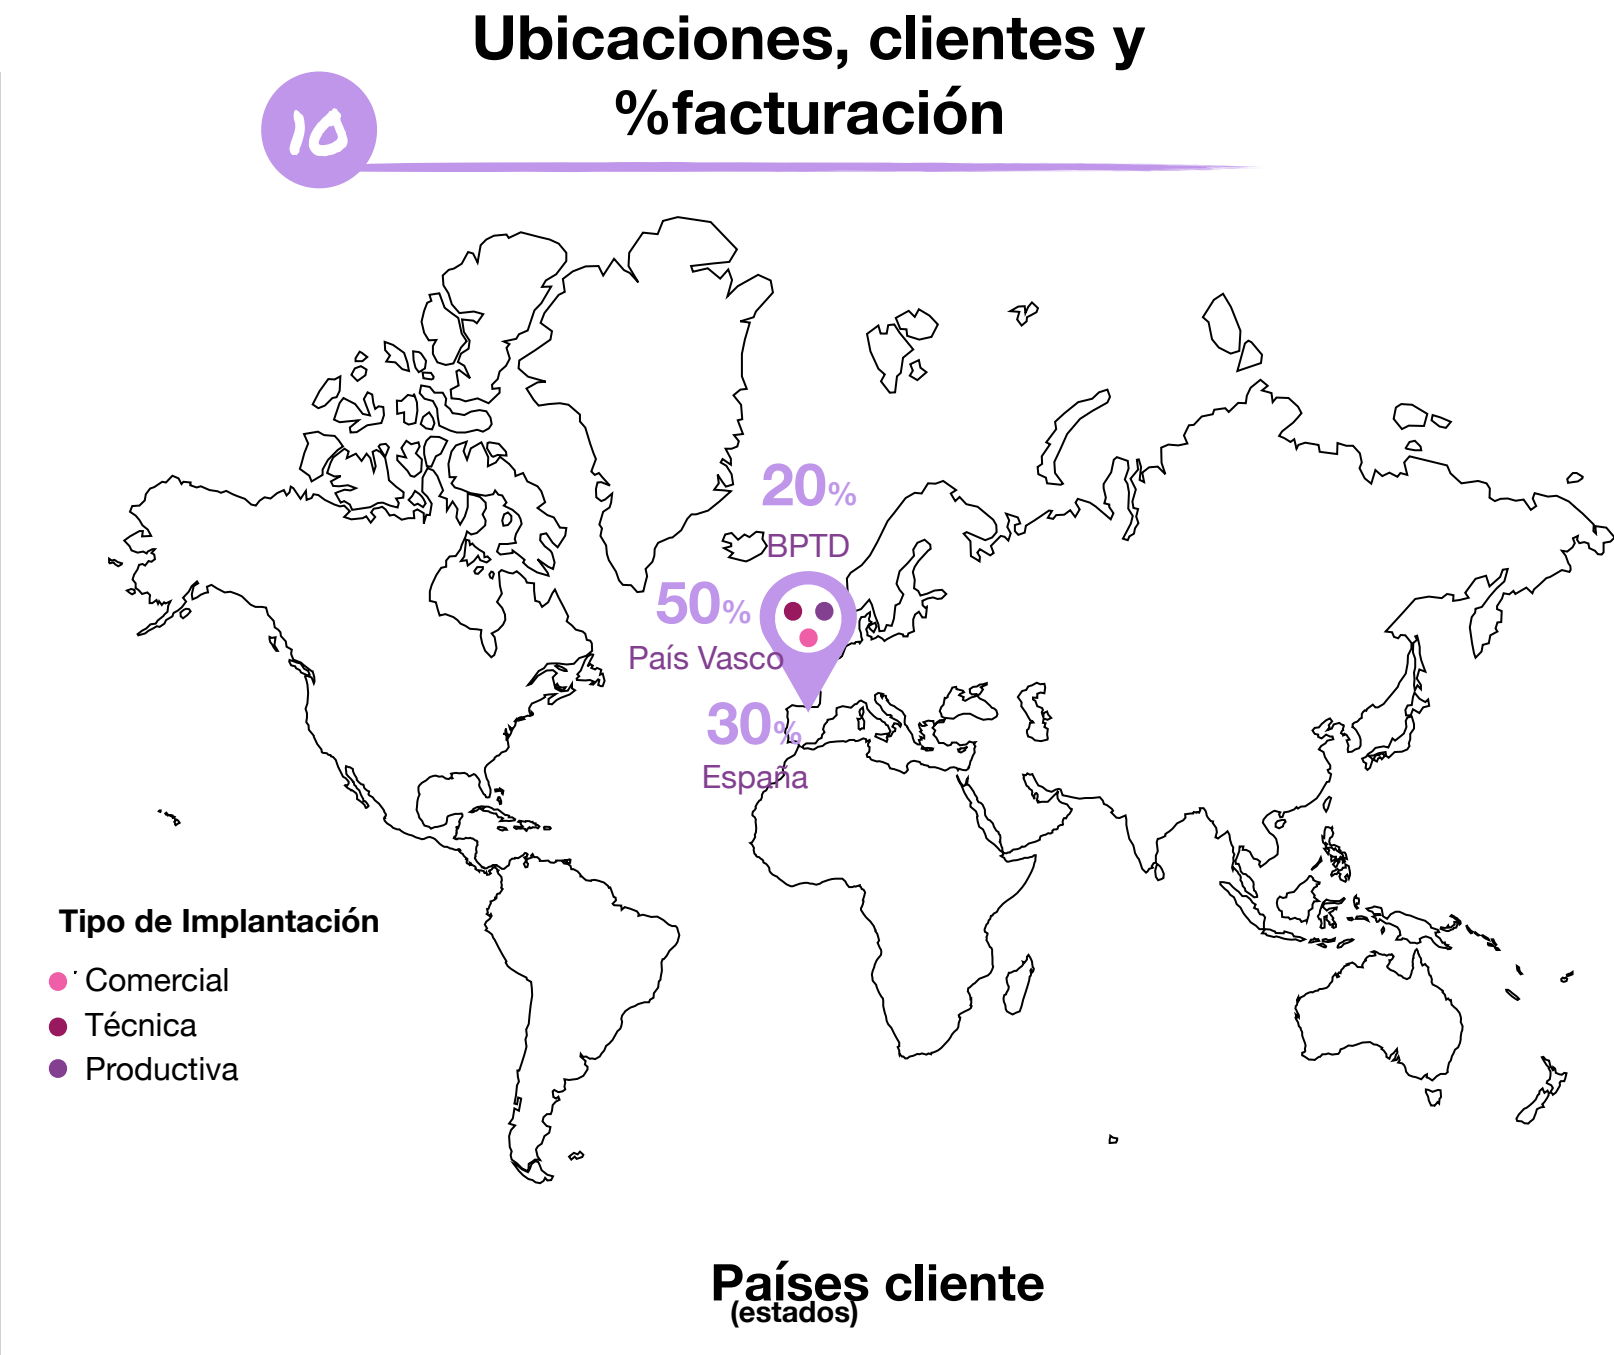 Ubicaciones, clientes y
%facturación
10
20%
BPTD
50%
País Vasco
30%
España
Tipo de Implantación
Comercial
Técnica
Productiva
Países cliente
(estados)